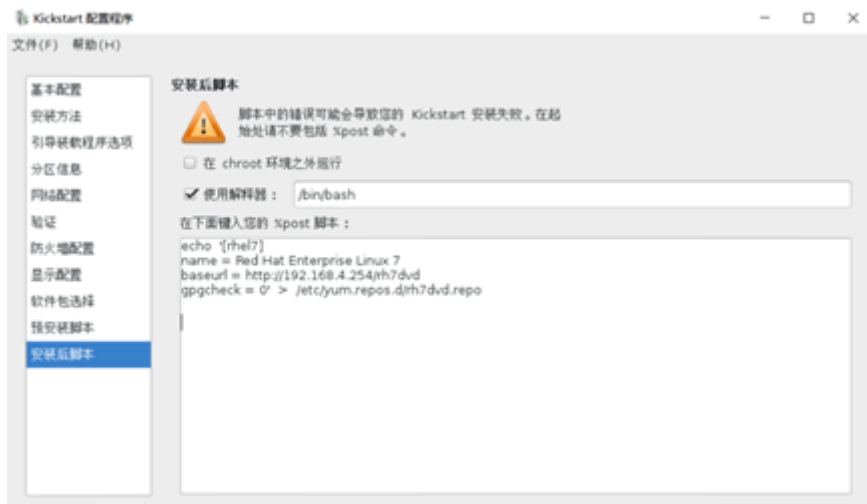 Kickstart 配置程序
文件(F) 帮助(H)
基本配置
安装方法
引导装载程序选项
分区信息
网络配置
验证
防火墙配置
显示配置
软件包选择
预安装脚本
安装后脚本
安装后脚本
脚本中的错误可能会导致您的 Kickstart 安装失败。在起
始处请不要包括 %post 命令。
在 chroot 环境之外运行
使用解释器： /bin/bash
在下面键入您的 %post 脚本：
echo '[rhel7]
name = Red Hat Enterprise Linux 7
baseurl = http://192.168.4.254/rh7dvd
gpgcheck = 0' > /etc/yum.repos.d/rh7dvd.repo